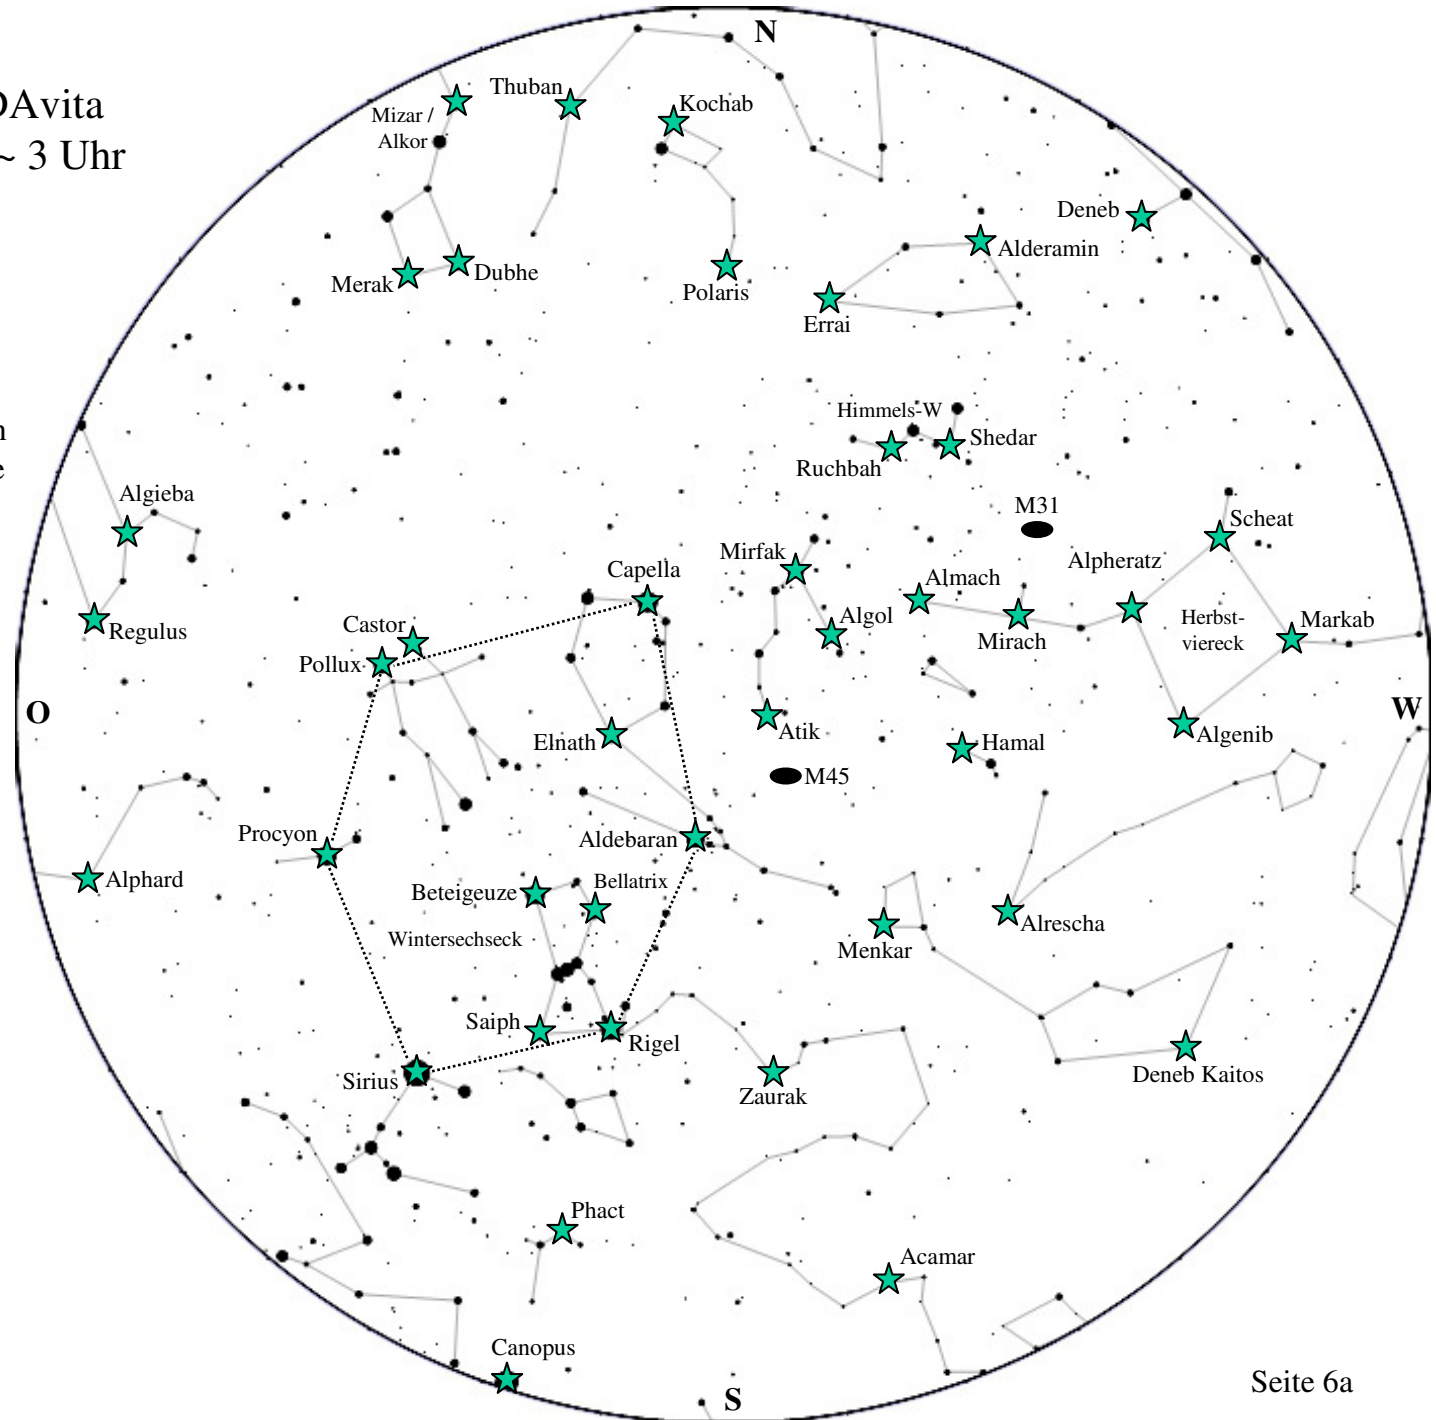 N
DAvita
~ 3 Uhr
Thuban
Mizar /
Alkor
Kochab
Deneb
Alderamin
Merak
Dubhe
Polaris
Errai
Himmels-W
Shedar
Ruchbah
Algieba
M31
Scheat
Mirfak
Alpheratz
Capella
Almach
Algol
Herbst-
viereck
Markab
Regulus
Castor
Mirach
Pollux
O
W
Atik
Elnath
Hamal
Algenib
M45
Procyon
Aldebaran
Alphard
Beteigeuze
Bellatrix
Wintersechseck
Menkar
Alrescha
Saiph
Rigel
Sirius
Zaurak
Deneb Kaitos
Phact
Acamar
Canopus
S
Seite 6a